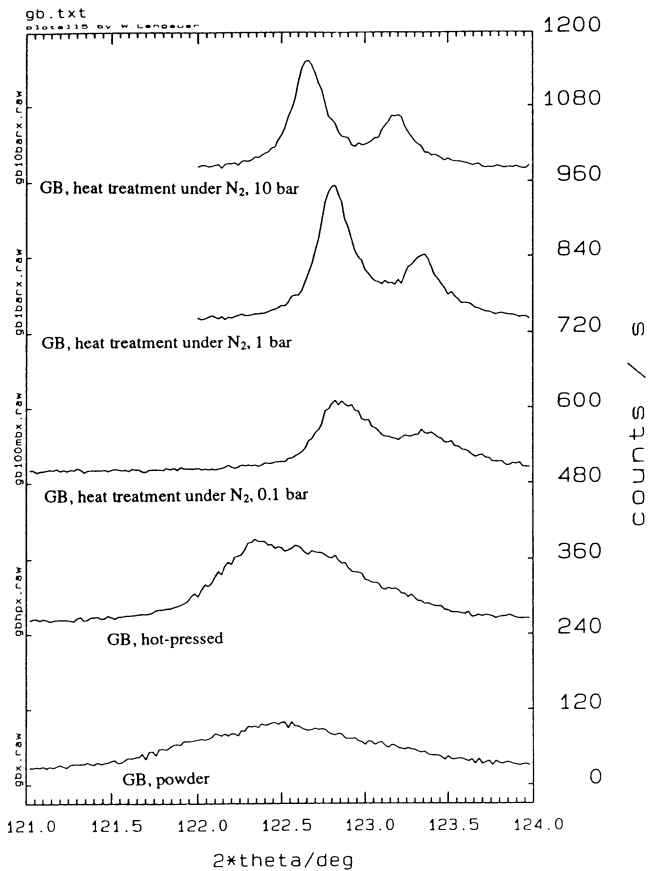 gb.txt
plotall5 by W Lengauer
1200
1080
960
840
720
600
480
360
240
120
0
counts / s
gb10barx.raw
GB, heat treatment under N₂, 10 bar
gb1barx.raw
GB, heat treatment under N₂, 1 bar
gb100mbx.raw
GB, heat treatment under N₂, 0.1 bar
gbhpx.raw
GB, hot-pressed
gbx.raw
GB, powder
121.0 121.5 122.0 122.5 123.0 123.5 124.0
2*theta/deg